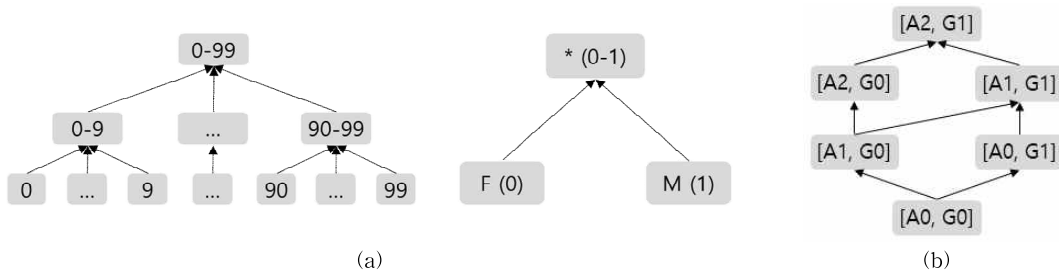 0-99
0-9 ... 90-99
0 ... 9 ... 90 ... 99
* (0-1)
F (0) M (1)
(a)
[A2, G1]
[A2, G0] [A1, G1]
[A1, G0] [A0, G1]
[A0, G0]
(b)